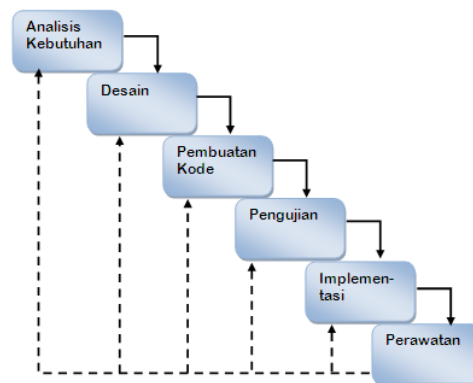 Analisis
Kebutuhan
Desain
Pembuatan
Kode
Pengujian
Implemen-
tasi
Perawatan